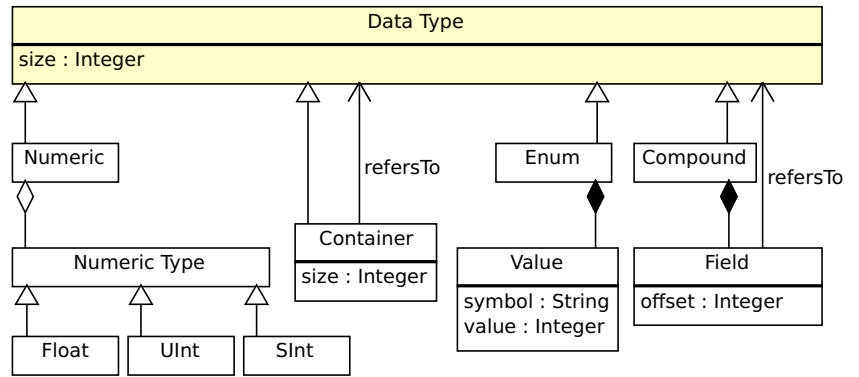 Data Type
size : Integer
Numeric
Enum
Compound
refersTo
refersTo
Container
size : Integer
Numeric Type
Value
symbol : String
value : Integer
Field
offset : Integer
Float
UInt
SInt